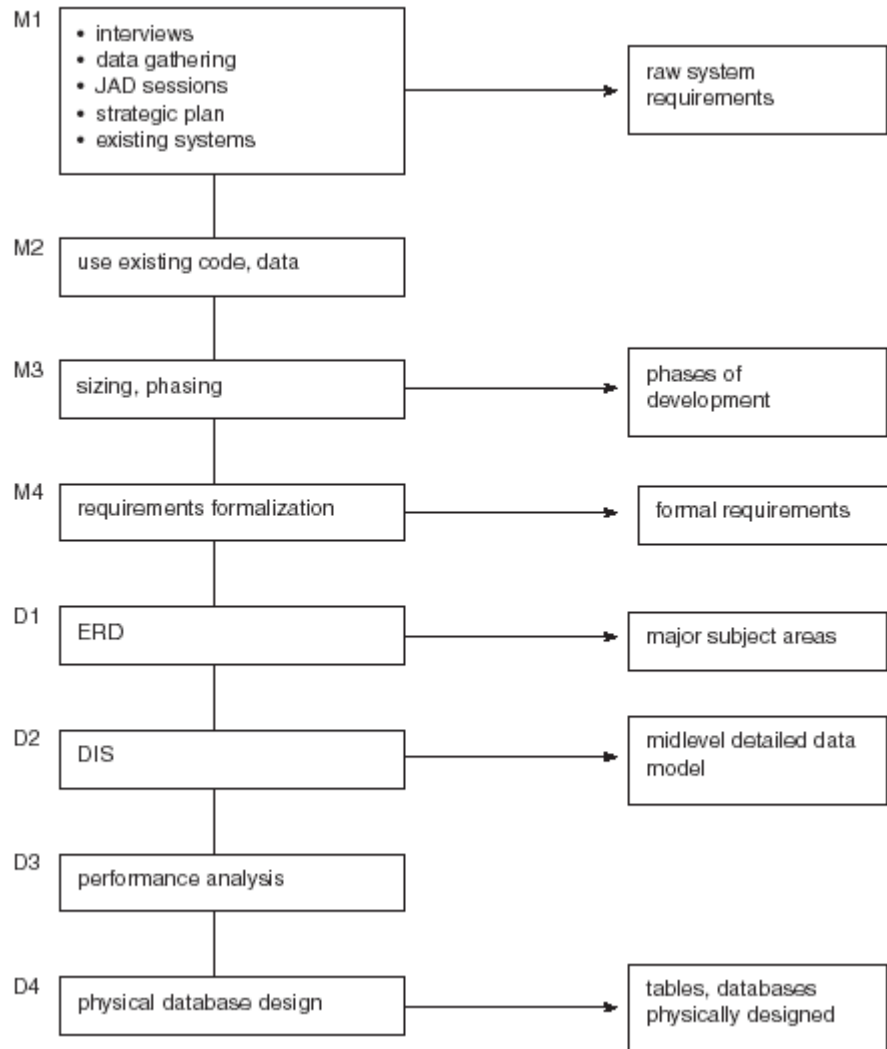 M1
• interviews
• data gathering
• JAD sessions
• strategic plan
• existing systems
raw system
requirements
M2
use existing code, data
M3
sizing, phasing
phases of
development
M4
requirements formalization
formal requirements
D1
ERD
major subject areas
D2
DIS
midlevel detailed data
model
D3
performance analysis
D4
physical database design
tables, databases
physically designed